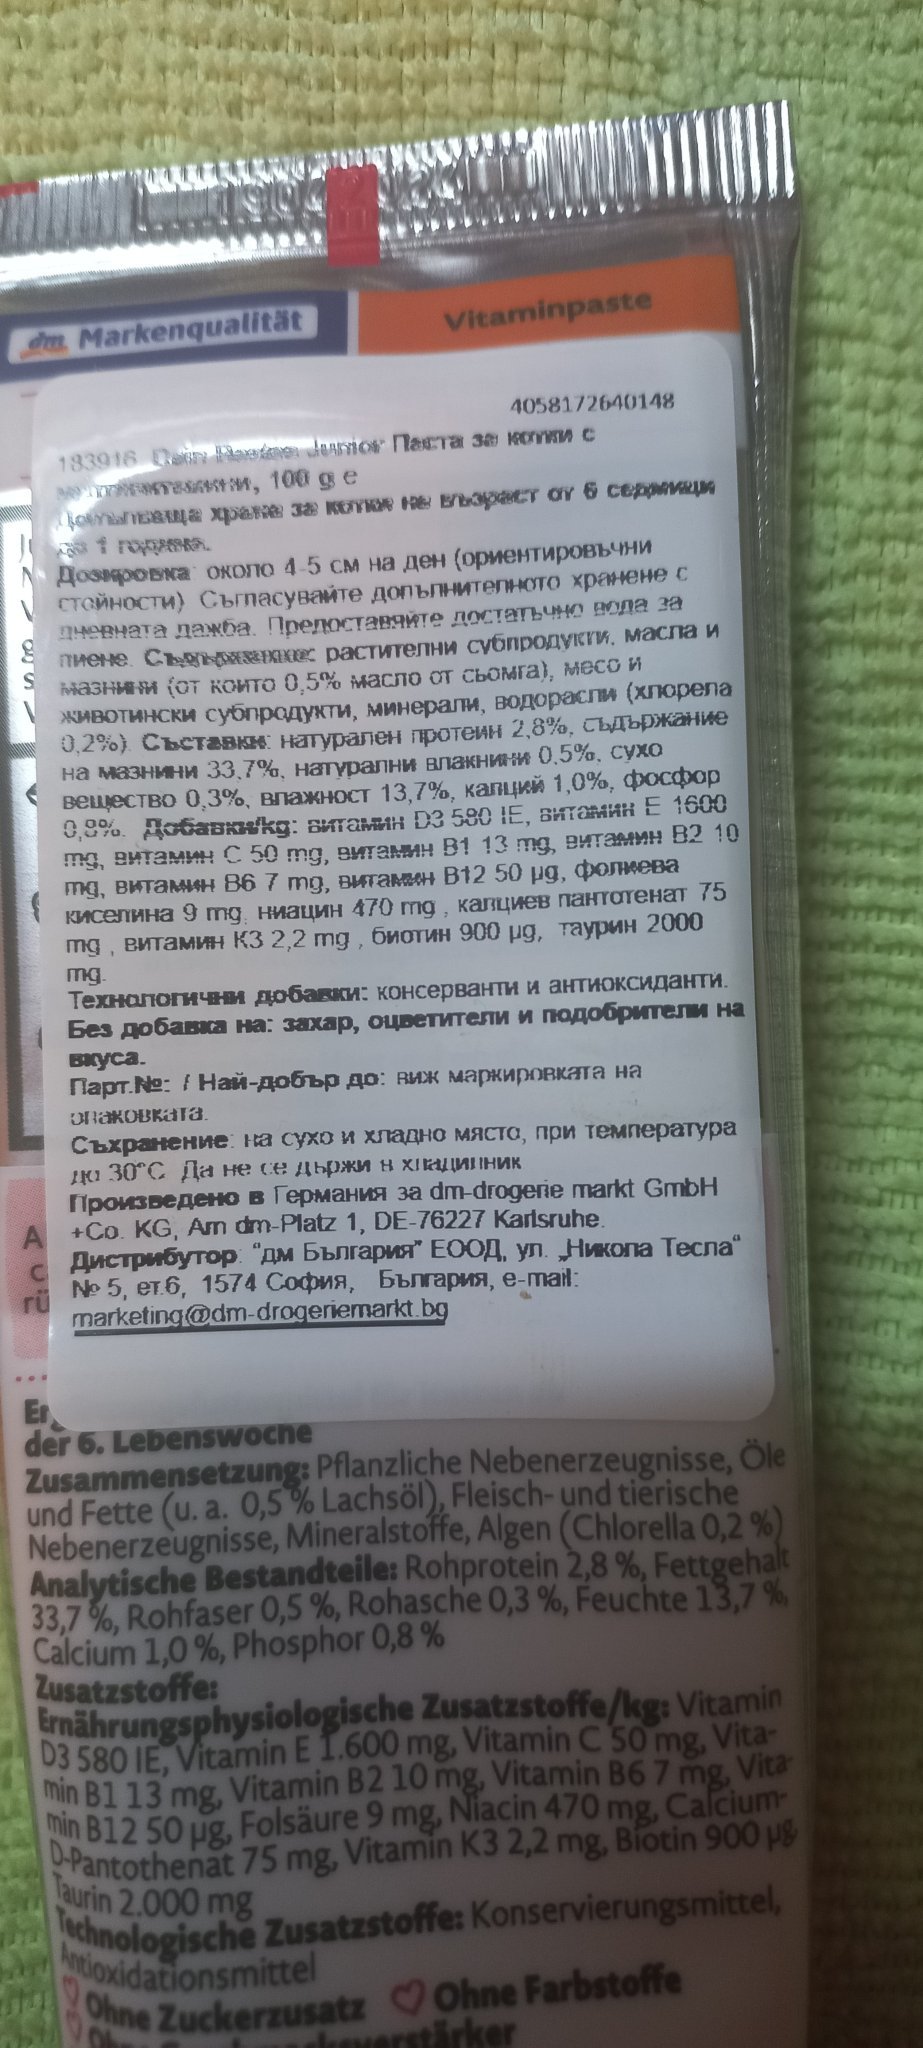 dm Markenqualität
Vitaminpaste
4058172640148
183916 Dein Bestes Junior Паста за котки с
мултивитамини, 100 g e
Допълваща храна за котки на възраст от 6 седмици
до 1 година.
Дозировка: около 4-5 см на ден (ориентировъчни
стойности) Съгласувайте допълнителното хранене с
дневната дажба. Предоставяйте достатъчно вода за
пиене. Съдържание: растителни субпродукти, масла и
мазнини (от които 0,5% масло от сьомга), месо и
животински субпродукти, минерали, водорасли (хлорела
0,2%). Съставки: натурален протеин 2,8%, съдържание
на мазнини 33,7%, натурални влакнини 0,5%, сухо
вещество 0,3%, влажност 13,7%, калций 1,0%, фосфор
0,8%. Добавки/kg: витамин D3 580 IE, витамин Е 1600
mg, витамин С 50 mg, витамин В1 13 mg, витамин В2 10
mg, витамин В6 7 mg, витамин В12 50 µg, фолиева
киселина 9 mg, ниацин 470 mg , калциев пантотенат 75
mg , витамин К3 2,2 mg , биотин 900 µg, таурин 2000
mg.
Технологични добавки: консерванти и антиоксиданти.
Без добавка на: захар, оцветители и подобрители на
вкуса.
Парт.№: / Най-добър до: виж маркировката на
опаковката.
Съхранение: на сухо и хладно място, при температура
до 30°С Да не се държи в хладилник
Произведено в Германия за dm-drogerie markt GmbH
+Co. KG, Am dm-Platz 1, DE-76227 Karlsruhe.
Дистрибутор: "дм България" ЕООД, ул. „Никола Тесла“
№ 5, ет.6, 1574 София, България, e-mail:
marketing@dm-drogeriemarkt.bg
der 6. Lebenswoche
Zusammensetzung: Pflanzliche Nebenerzeugnisse, Öle
und Fette (u. a. 0,5 % Lachsöl), Fleisch- und tierische
Nebenerzeugnisse, Mineralstoffe, Algen (Chlorella 0,2 %)
Analytische Bestandteile: Rohprotein 2,8 %, Fettgehalt
33,7 %, Rohfaser 0,5 %, Rohasche 0,3 %, Feuchte 13,7 %,
Calcium 1,0 %, Phosphor 0,8 %
Zusatzstoffe:
Ernährungsphysiologische Zusatzstoffe/kg: Vitamin
D3 580 IE, Vitamin E 1.600 mg, Vitamin C 50 mg, Vita-
min B1 13 mg, Vitamin B2 10 mg, Vitamin B6 7 mg, Vita-
min B12 50 µg, Folsäure 9 mg, Niacin 470 mg, Calcium-
D-Pantothenat 75 mg, Vitamin K3 2,2 mg, Biotin 900 µg,
Taurin 2.000 mg
Technologische Zusatzstoffe: Konservierungsmittel,
Antioxidationsmittel
Ohne Zuckerzusatz Ohne Farbstoffe
Ohne Geschmacksverstärker